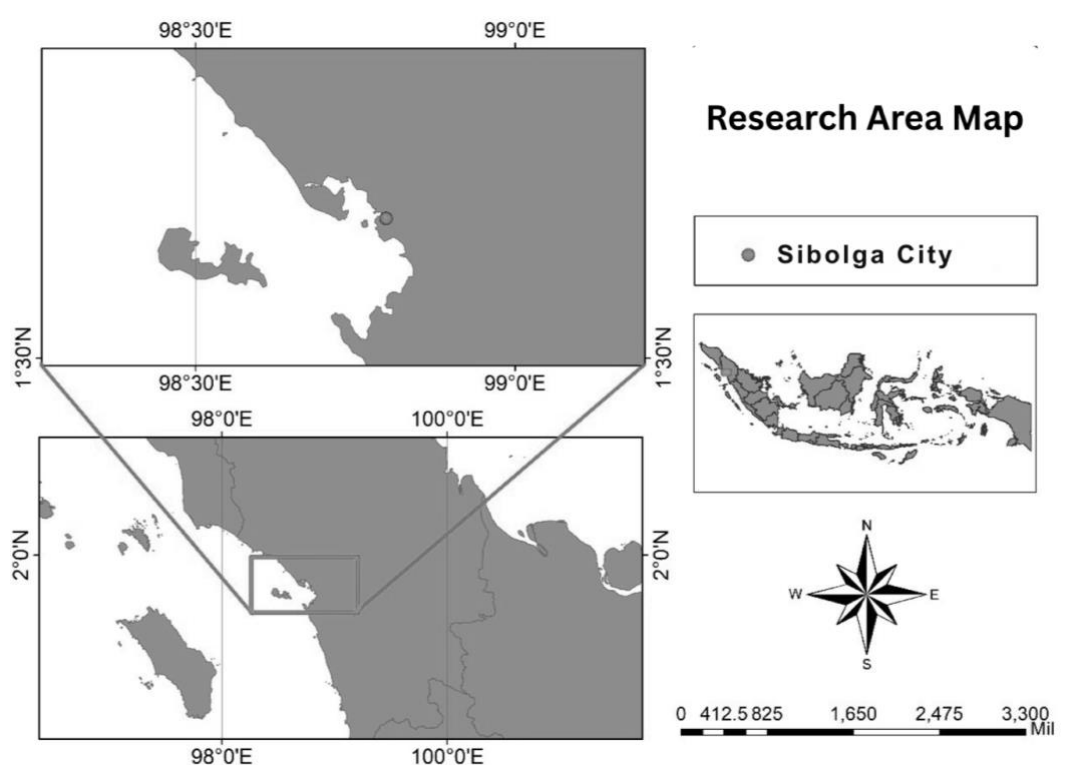 98°30'E 99°0'E
1°30'N 1°30'N
98°30'E 99°0'E
98°0'E 100°0'E
2°0'N 2°0'N
98°0'E 100°0'E
Research Area Map
Sibolga City
N
W E
S
0 412.5 825 1,650 2,475 3,300
Mil